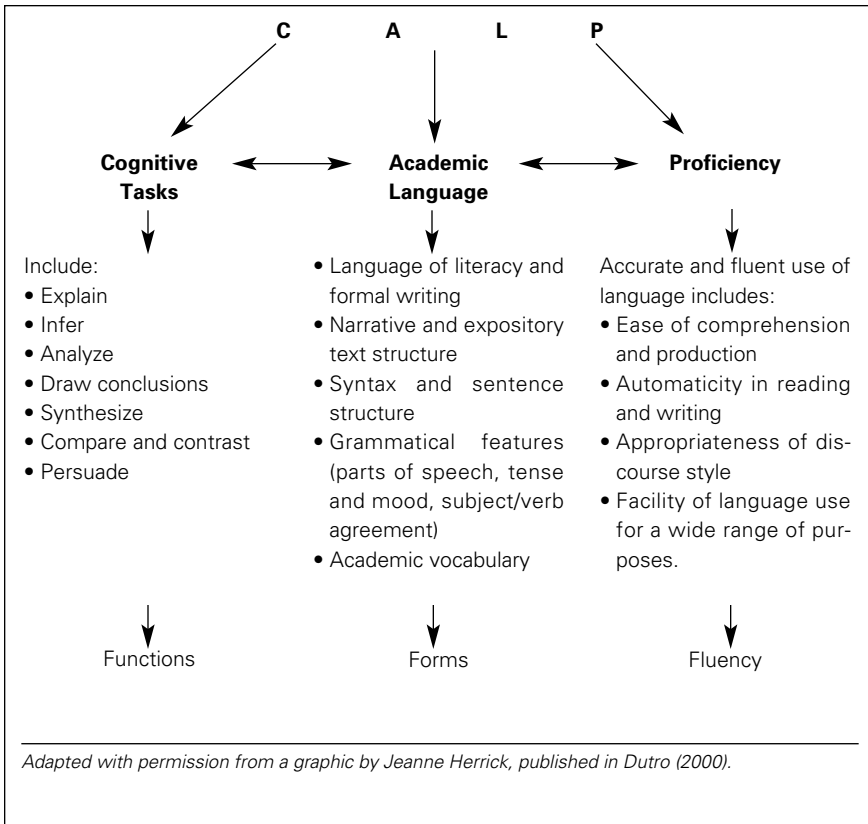 C A L P
Cognitive
Tasks
Academic
Language
Proficiency
Include:
• Explain
• Infer
• Analyze
• Draw conclusions
• Synthesize
• Compare and contrast
• Persuade
• Language of literacy and
formal writing
• Narrative and expository
text structure
• Syntax and sentence
structure
• Grammatical features
(parts of speech, tense
and mood, subject/verb
agreement)
• Academic vocabulary
Accurate and fluent use of
language includes:
• Ease of comprehension
and production
• Automaticity in reading
and writing
• Appropriateness of dis-
course style
• Facility of language use
for a wide range of pur-
poses.
Functions
Forms
Fluency
Adapted with permission from a graphic by Jeanne Herrick, published in Dutro (2000).